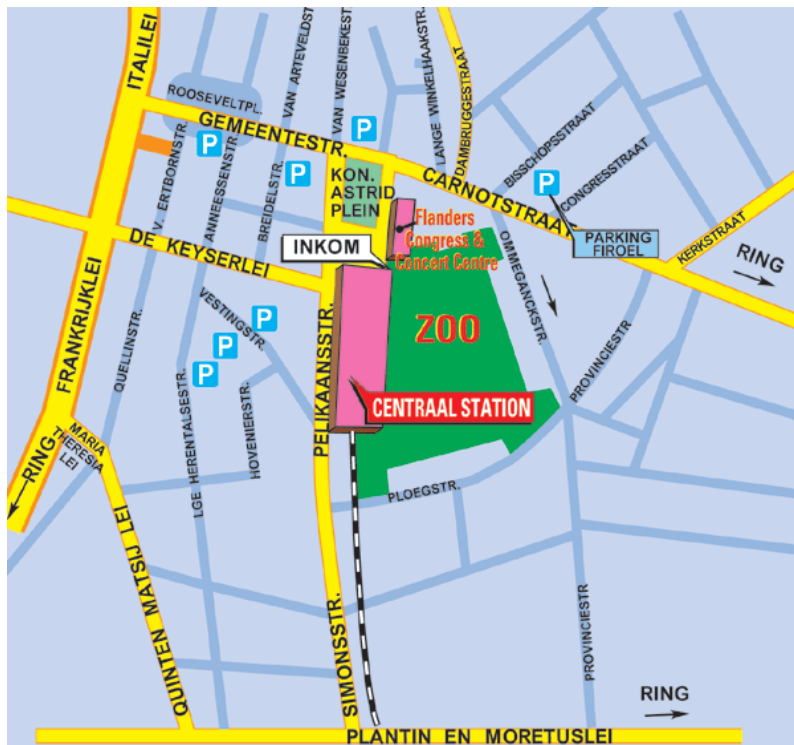 ITALILEI
ROOSEVELTPL.
VAN ARTEVELDST
VAN WESENBEKEST
LANGE WINKELHAAKSTR.
DAMBRUGGESTRAAT
P
P
P
P
GEMEENTESTR.
BISSCHOPSSTRAAT
CONGRESSTRAAT
CARNOTSTRAA
V. ERTBORNSTR.
ANNEESSENSTR.
BREIDELSTR.
KON.
ASTRID
PLEIN
Flanders
Congress &
Concert Centre
INKOM
PARKING
FIROEL
KERKSTRAAT
RING
DE KEYSERLEI
OMMEGANCKSTR.
FRANKRIJKLEI
VESTINGSTR.
P
P
P
QUELLINSTR.
PELIKAANSSTR.
ZOO
PROVINCIESTR
CENTRAAL STATION
HOVENIERSTR.
LGE HERENTALSESTR.
MARIA
THERESIA
LEI
RING
PLOEGSTR.
QUINTEN MATSIJ LEI
SIMONSSTR.
PROVINCIESTR
RING
PLANTIN EN MORETUSLEI